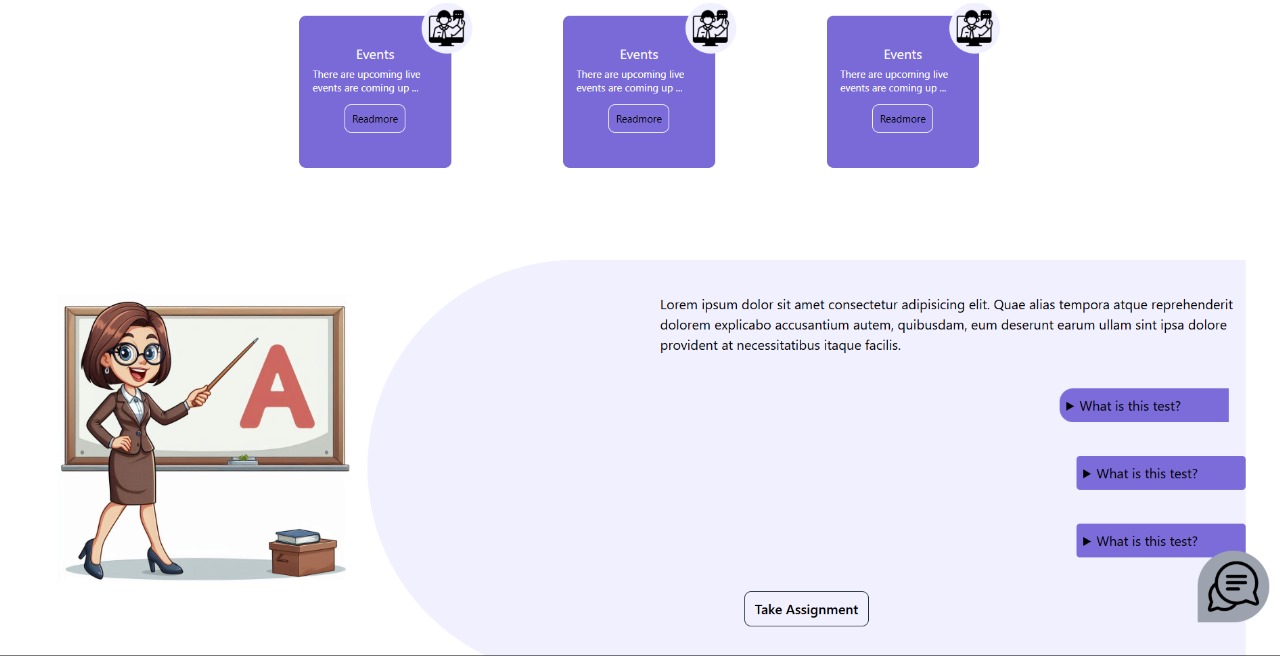 Events
There are upcoming live
events are coming up ...
Readmore
Events
There are upcoming live
events are coming up ...
Readmore
Events
There are upcoming live
events are coming up ...
Readmore
A
Lorem ipsum dolor sit amet consectetur adipisicing elit. Quae alias tempora atque reprehenderit
dolorem explicabo accusantium autem, quibusdam, eum deserunt earum ullam sint ipsa dolore
provident at necessitatibus itaque facilis.
What is this test?
What is this test?
What is this test?
Take Assignment